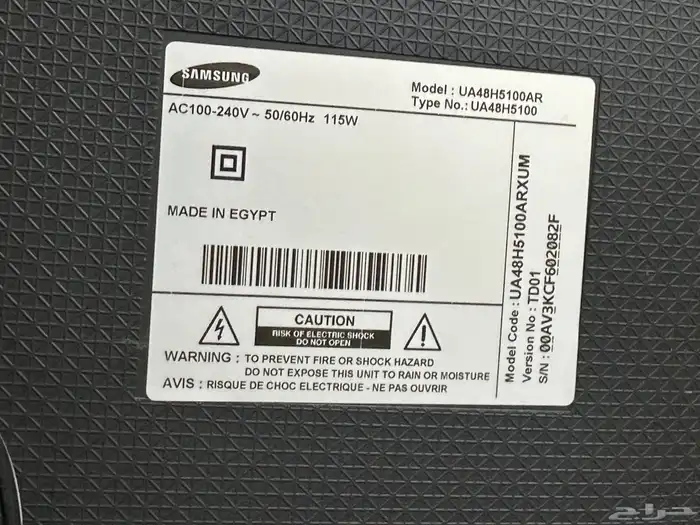 SAMSUNG
Model : UA48H5100AR
Type No.: UA48H5100
AC100-240V ~ 50/60Hz 115W
MADE IN EGYPT
CAUTION
RISK OF ELECTRIC SHOCK
DO NOT OPEN
WARNING : TO PREVENT FIRE OR SHOCK HAZARD
DO NOT EXPOSE THIS UNIT TO RAIN OR MOISTURE
AVIS : RISQUE DE CHOC ELECTRIQUE - NE PAS OUVRIR
Model Code : UA48H5100ARXUM
Version No : TD01
S/N : 00AV3KCF602082F
حراج